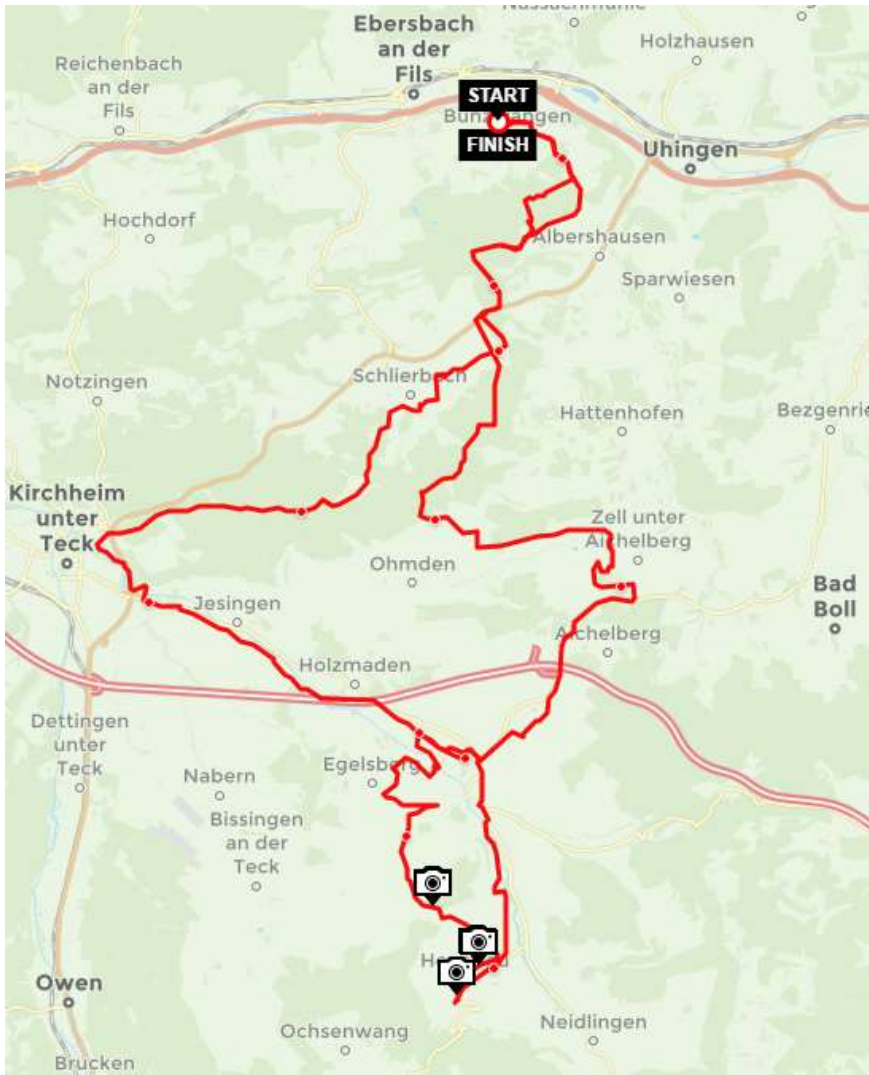 Ebersbach
an der
Fils
Holzhausen
Reichenbach
an der
Fils
START
FINISH
Uhingen
Hochdorf
Albershausen
Sparwiesen
Notzingen
Schlierbach
Hattenhofen
Kirchheim
unter
Teck
Zell unter
Aichelberg
Ohmden
Bad
Boll
Jesingen
Aichelberg
Holzmaden
Dettingen
unter
Teck
Nabern
Egelsberg
Bissingen
an der
Teck
Owen
Ochsenwang
Neidlingen
Brucken